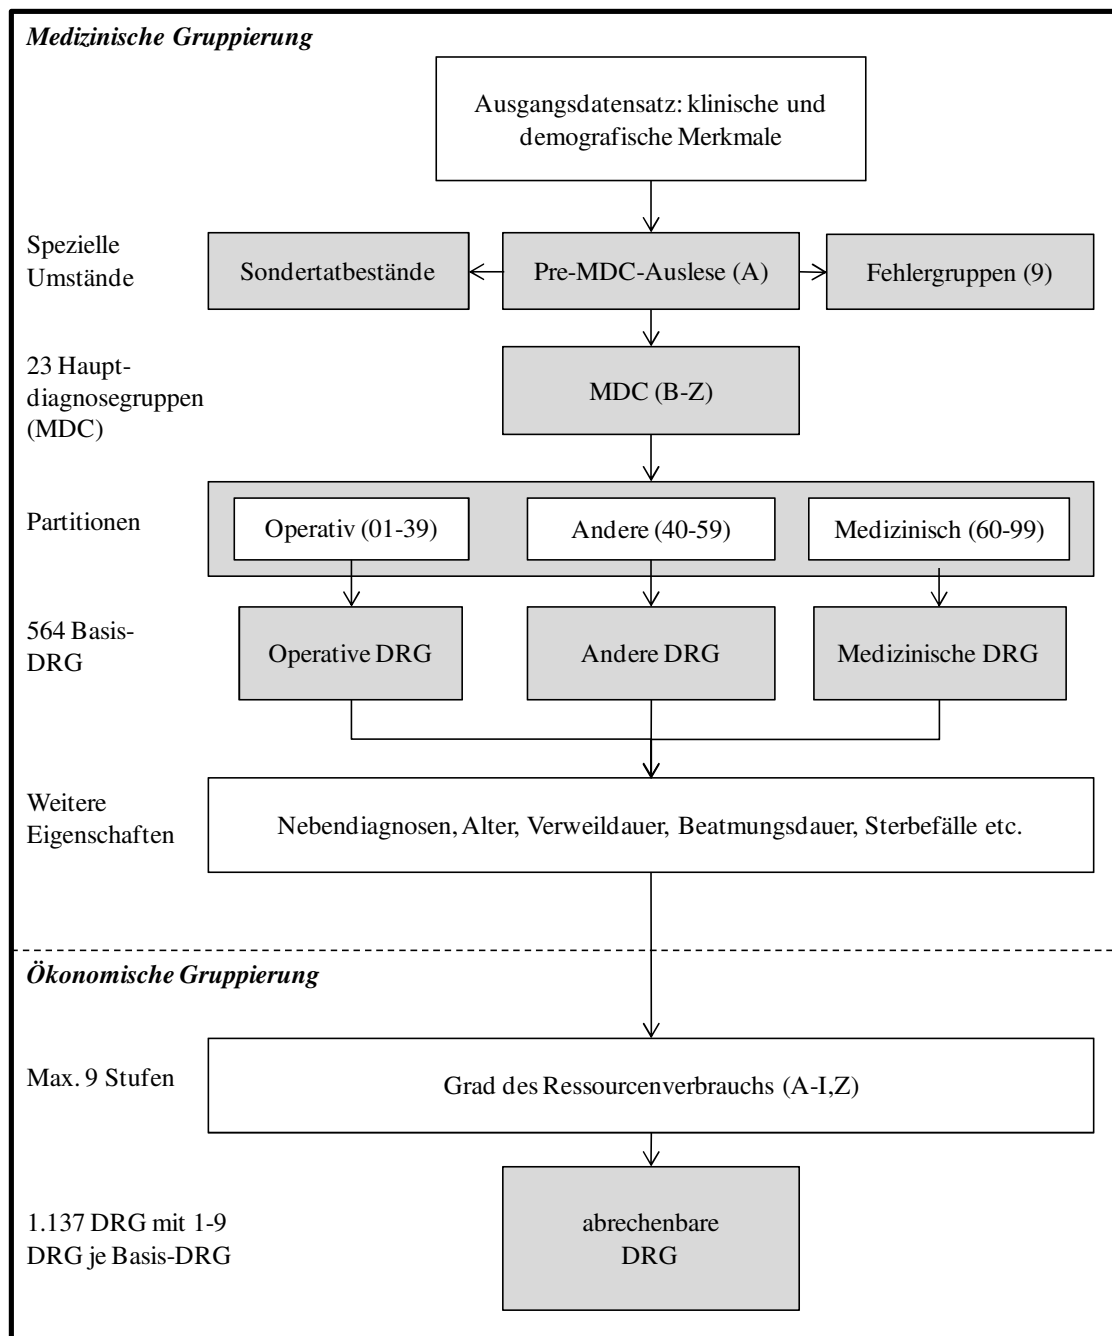 Medizinische Gruppierung
Ausgangsdatensatz: klinische und
demografische Merkmale
Spezielle
Umstände
Sondertatbestände
Pre-MDC-Auslese (A)
Fehlergruppen (9)
23 Haupt-
diagnosegruppen
(MDC)
MDC (B-Z)
Partitionen
Operativ (01-39)
Andere (40-59)
Medizinisch (60-99)
564 Basis-
DRG
Operative DRG
Andere DRG
Medizinische DRG
Weitere
Eigenschaften
Nebendiagnosen, Alter, Verweildauer, Beatmungsdauer, Sterbefälle etc.
Ökonomische Gruppierung
Max. 9 Stufen
Grad des Ressourcenverbrauchs (A-I,Z)
1.137 DRG mit 1-9
DRG je Basis-DRG
abrechenbare
DRG